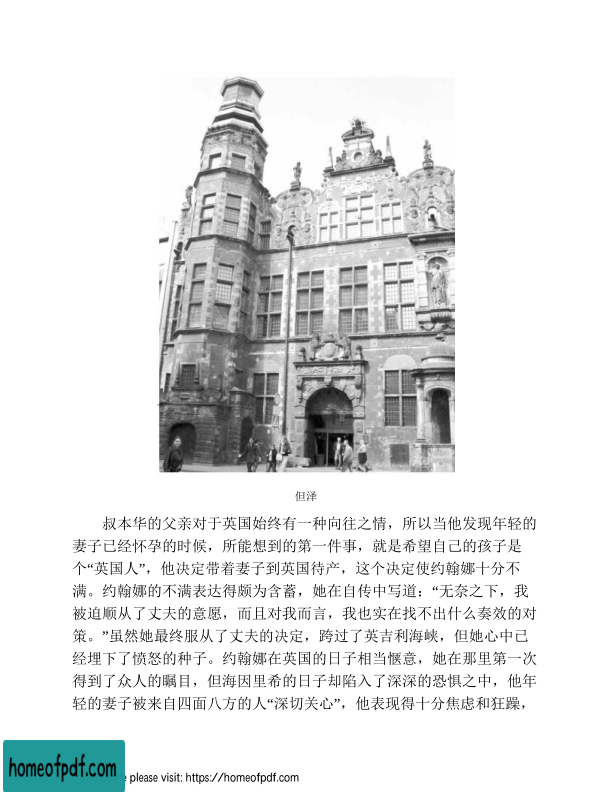 但泽
叔本华的父亲对于英国始终有一种向往之情，所以当他发现年轻的
妻子已经怀孕的时候，所能想到的第一件事，就是希望自己的孩子是
个“英国人”，他决定带着妻子到英国待产，这个决定使约翰娜十分不
满。约翰娜的不满表达得颇为含蓄，她在自传中写道：“无奈之下，我
被迫顺从了丈夫的意愿，而且对我而言，我也实在找不出什么奏效的对
策。”虽然她最终服从了丈夫的决定，跨过了英吉利海峡，但她心中已
经埋下了愤怒的种子。约翰娜在英国的日子相当惬意，她在那里第一次
得到了众人的瞩目，但海因里希的日子却陷入了深深的恐惧之中，他年
轻的妻子被来自四面八方的人“深切关心”，他表现得十分焦虑和狂躁，
homeofpdf.com
e please visit: https://homeofpdf.com